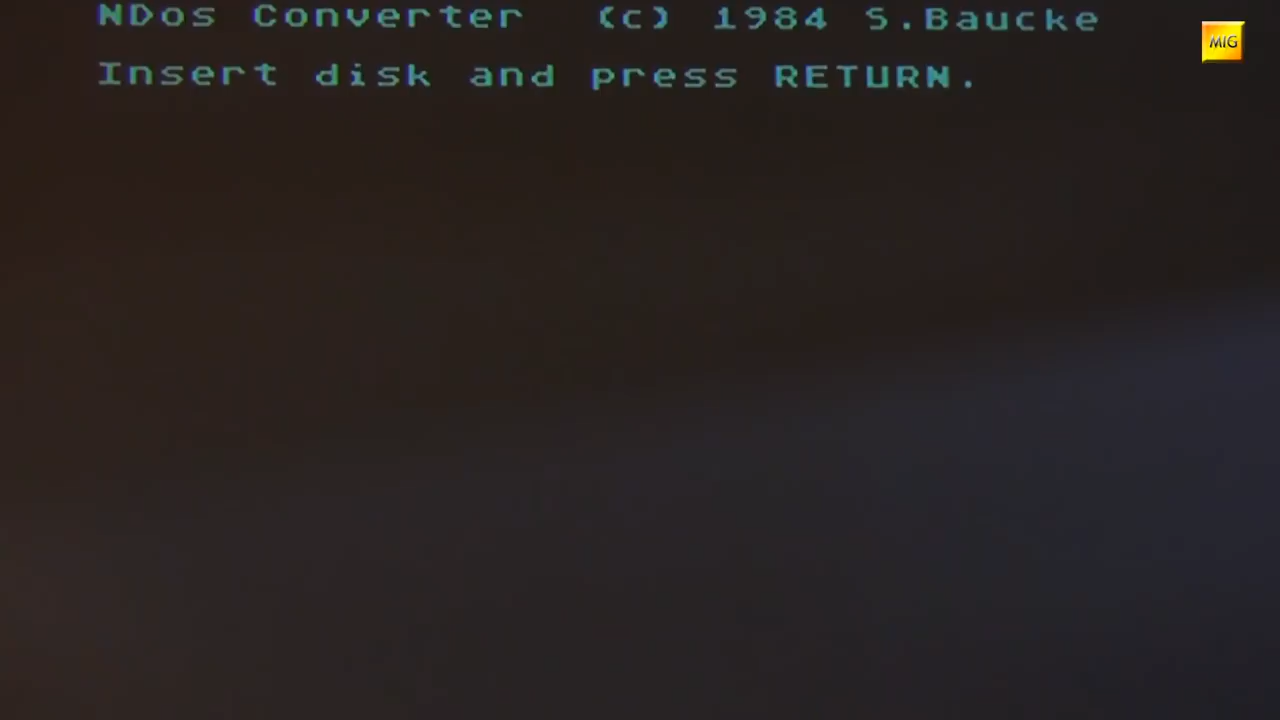 NDos Converter (c) 1984 S.Baucke
MIG
Insert disk and press RETURN.